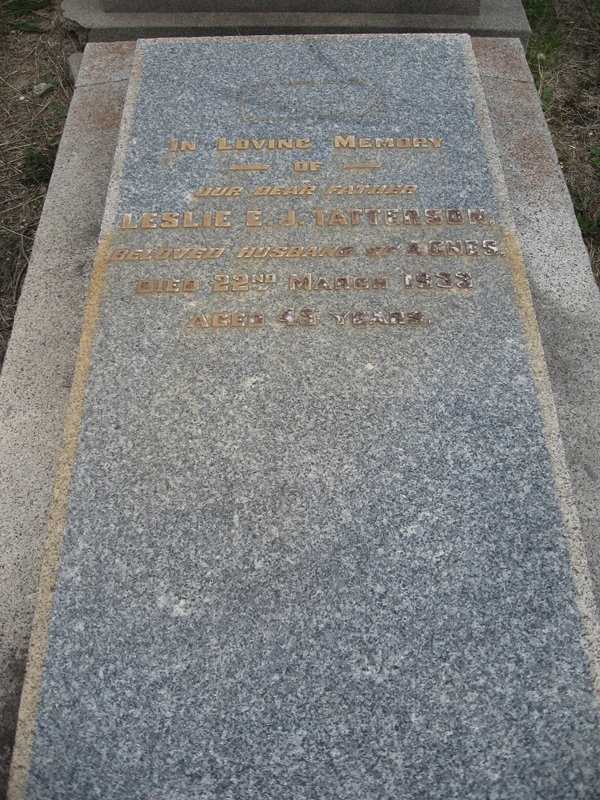 IN LOVING MEMORY
— OF —
OUR DEAR FATHER
LESLIE E. J. TATTERSON,
BELOVED HUSBAND OF AGNES.
DIED 22ND MARCH 1933
AGED 43 YEARS.